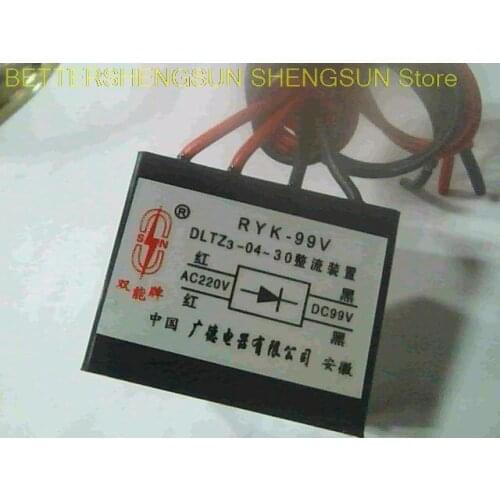 BETTERSHENGSUN SHENGSUN Store
SUN
®
双能牌
RYK-99V
DLTZ3-04-30整流装置
红 黑
AC220V DC99V
红 黑
中国 广德电器有限公司 安徽